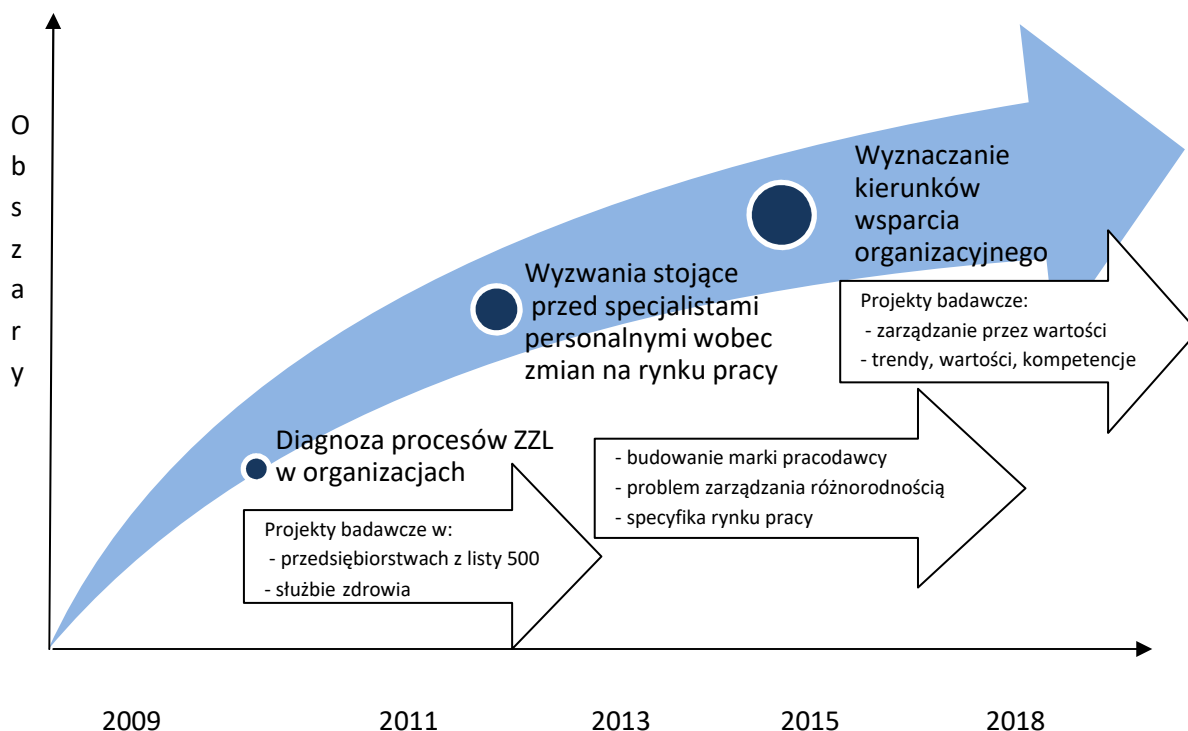 O
b
s
z
a
r
y
Wyznaczanie
kierunków
wsparcia
organizacyjnego
Projekty badawcze:
- zarządzanie przez wartości
- trendy, wartości, kompetencje
Wyzwania stojące
przed specjalistami
personalnymi wobec
zmian na rynku pracy
- budowanie marki pracodawcy
- problem zarządzania różnorodnością
- specyfika rynku pracy
Diagnoza procesów ZZL
w organizacjach
Projekty badawcze w:
- przedsiębiorstwach z listy 500
- służbie zdrowia
2009 2011 2013 2015 2018